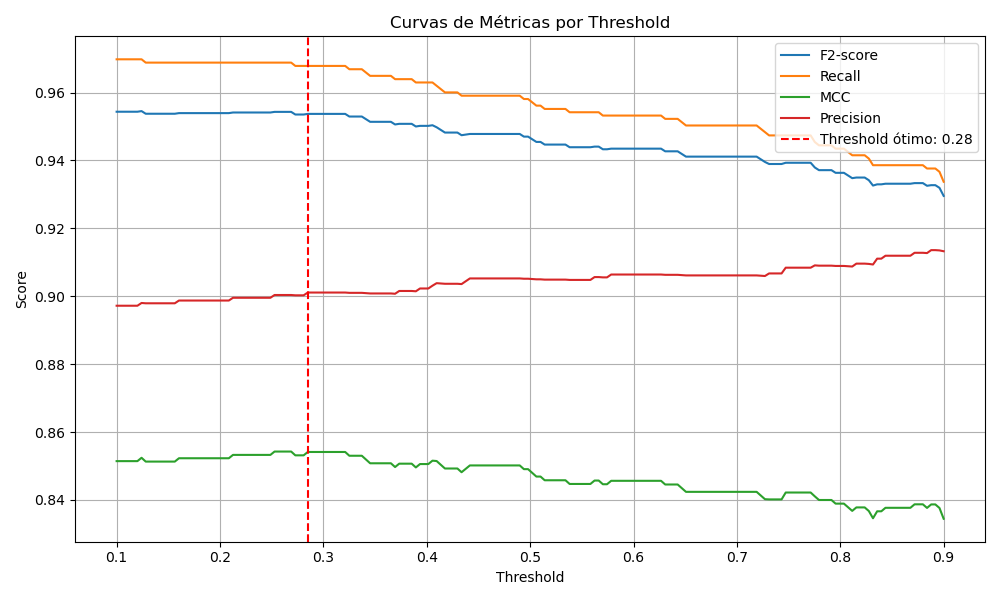 Curvas de Métricas por Threshold
F2-score
Recall
MCC
Precision
Threshold ótimo: 0.28
Score
0.96
0.94
0.92
0.90
0.88
0.86
0.84
0.1 0.2 0.3 0.4 0.5 0.6 0.7 0.8 0.9
Threshold